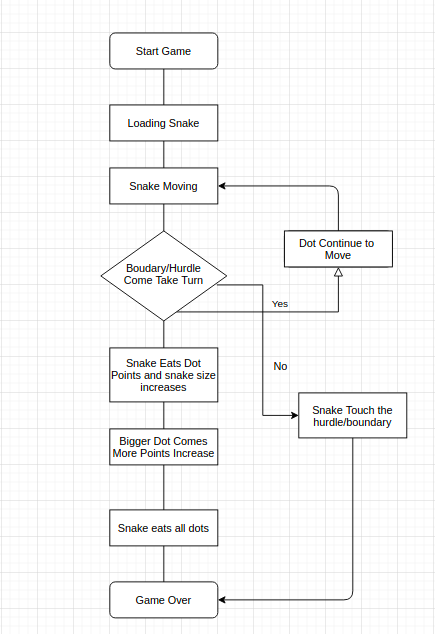 Start Game
Loading Snake
Snake Moving
Dot Continue to
Move
Boudary/Hurdle
Come Take Turn
Yes
No
Snake Eats Dot
Points and snake size
increases
Snake Touch the
hurdle/boundary
Bigger Dot Comes
More Points Increase
Snake eats all dots
Game Over